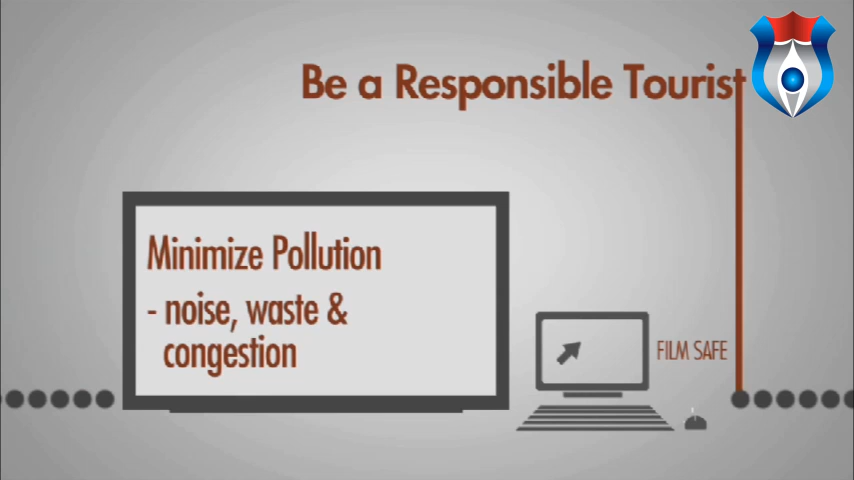 Be a Responsible Tourist
Minimize Pollution
- noise, waste &
congestion
FILM SAFE